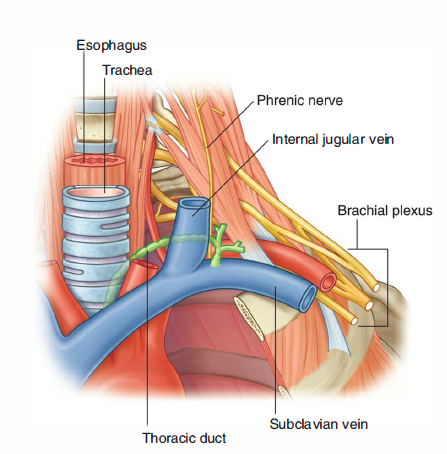 Esophagus
Trachea
Phrenic nerve
Internal jugular vein
Brachial plexus
Subclavian vein
Thoracic duct